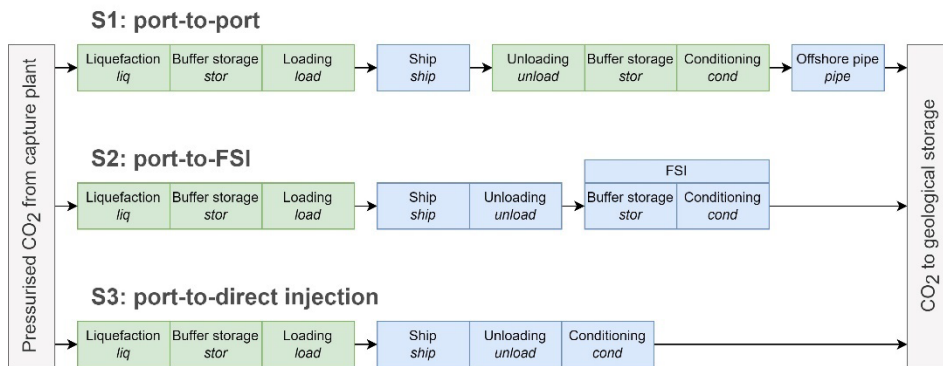 S1: port-to-port
Pressurised CO2 from capture plant
Liquefaction
liq
Buffer storage
stor
Loading
load
Ship
ship
Unloading
unload
Buffer storage
stor
Conditioning
cond
Offshore pipe
pipe
CO2 to geological storage
S2: port-to-FSI
FSI
Liquefaction
liq
Buffer storage
stor
Loading
load
Ship
ship
Unloading
unload
Buffer storage
stor
Conditioning
cond
S3: port-to-direct injection
Liquefaction
liq
Buffer storage
stor
Loading
load
Ship
ship
Unloading
unload
Conditioning
cond